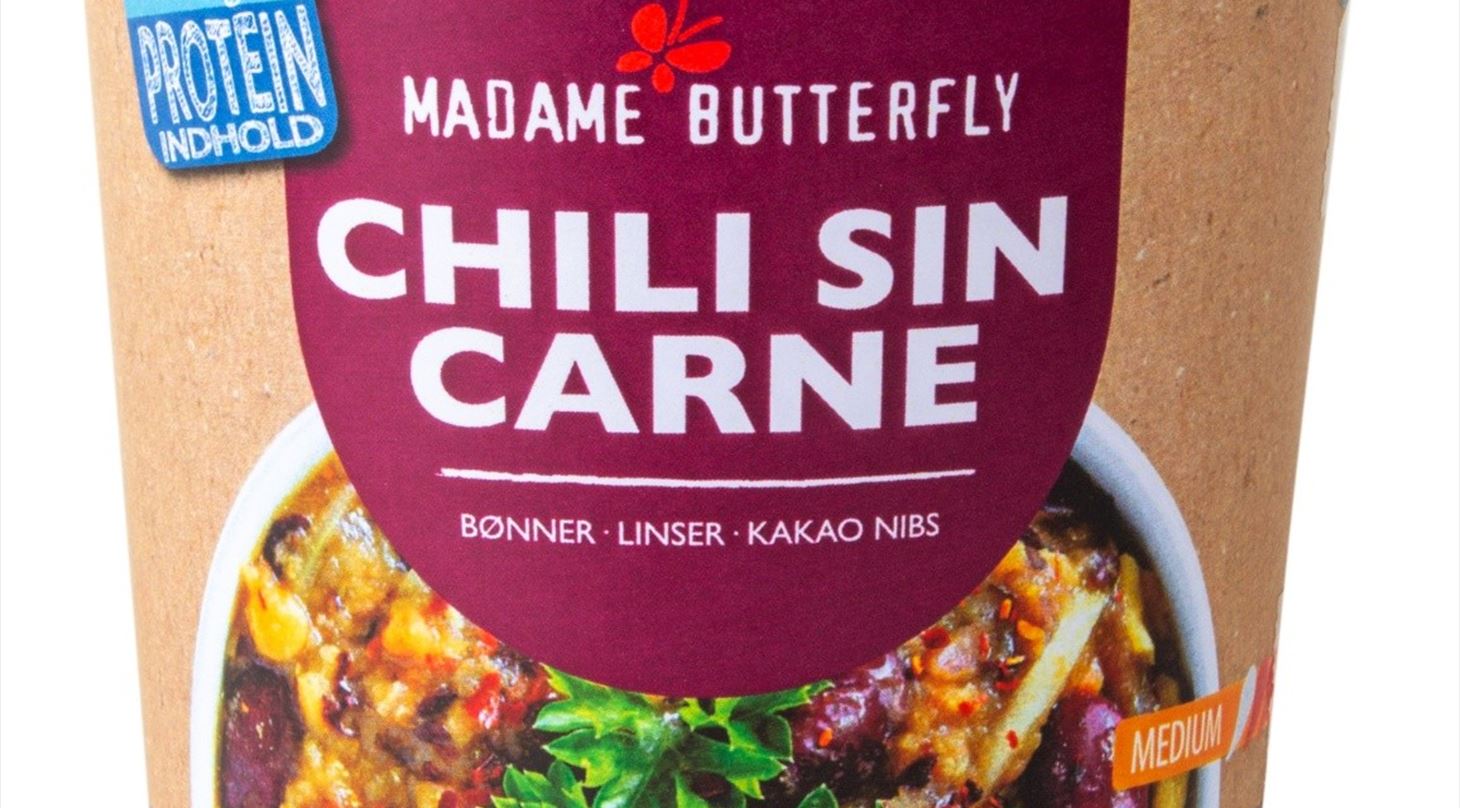 PROTEIN
INDHOLD
MADAME BUTTERFLY
CHILI SIN
CARNE
BØNNER · LINSER · KAKAO NIBS
MEDIUM